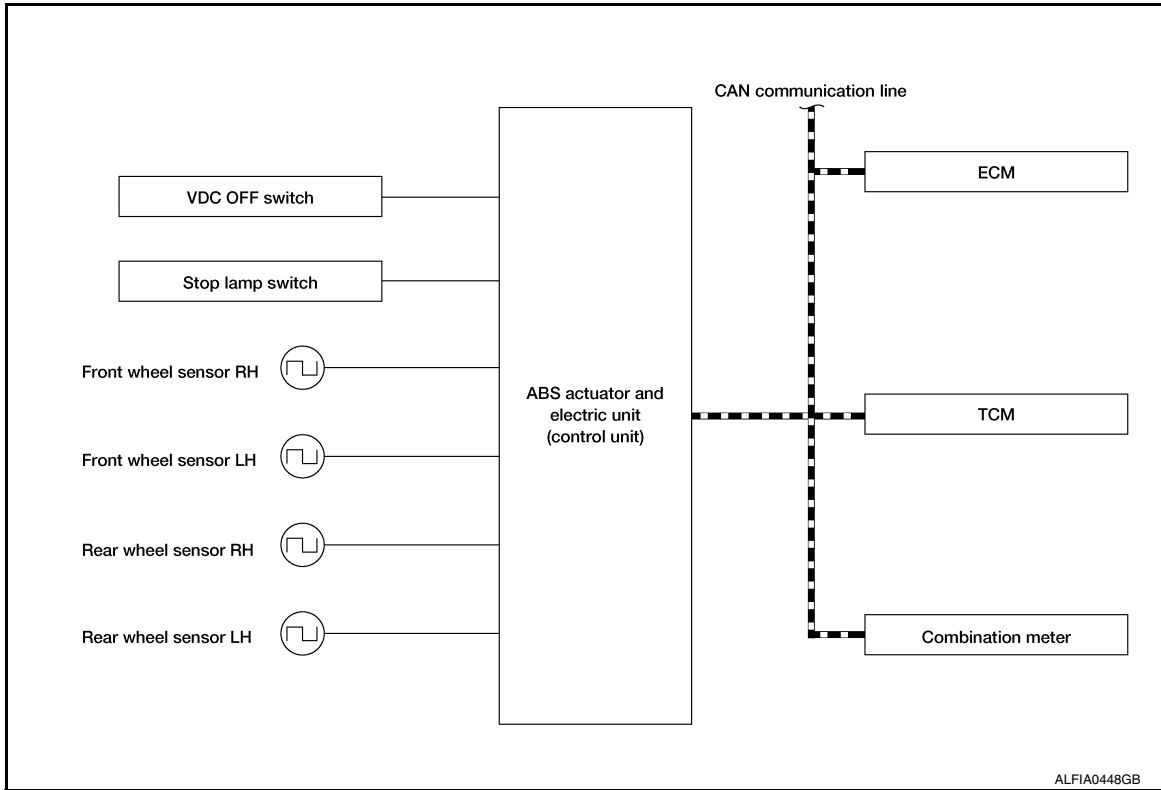 CAN communication line
VDC OFF switch
Stop lamp switch
Front wheel sensor RH
Front wheel sensor LH
Rear wheel sensor RH
Rear wheel sensor LH
ABS actuator and
electric unit
(control unit)
ECM
TCM
Combination meter
ALFIA0448GB